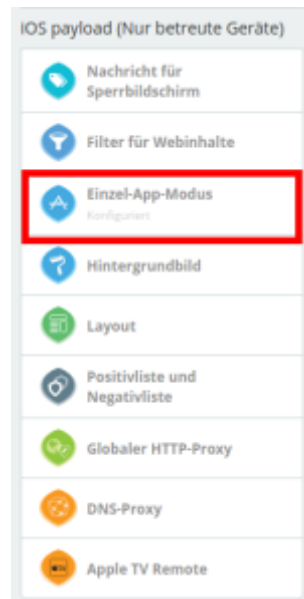 iOS payload (Nur betreute Geräte)
Nachricht für
Sperrbildschirm
Filter für Webinhalte
Einzel-App-Modus
Konfiguriert
Hintergrundbild
Layout
Positivliste und
Negativliste
Globaler HTTP-Proxy
DNS-Proxy
Apple TV Remote